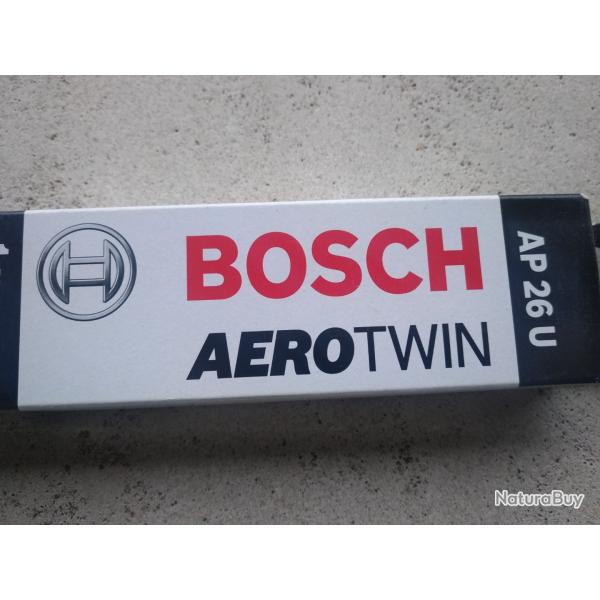 BOSCH
AEROTWIN
AP 26 U
NaturaBuy